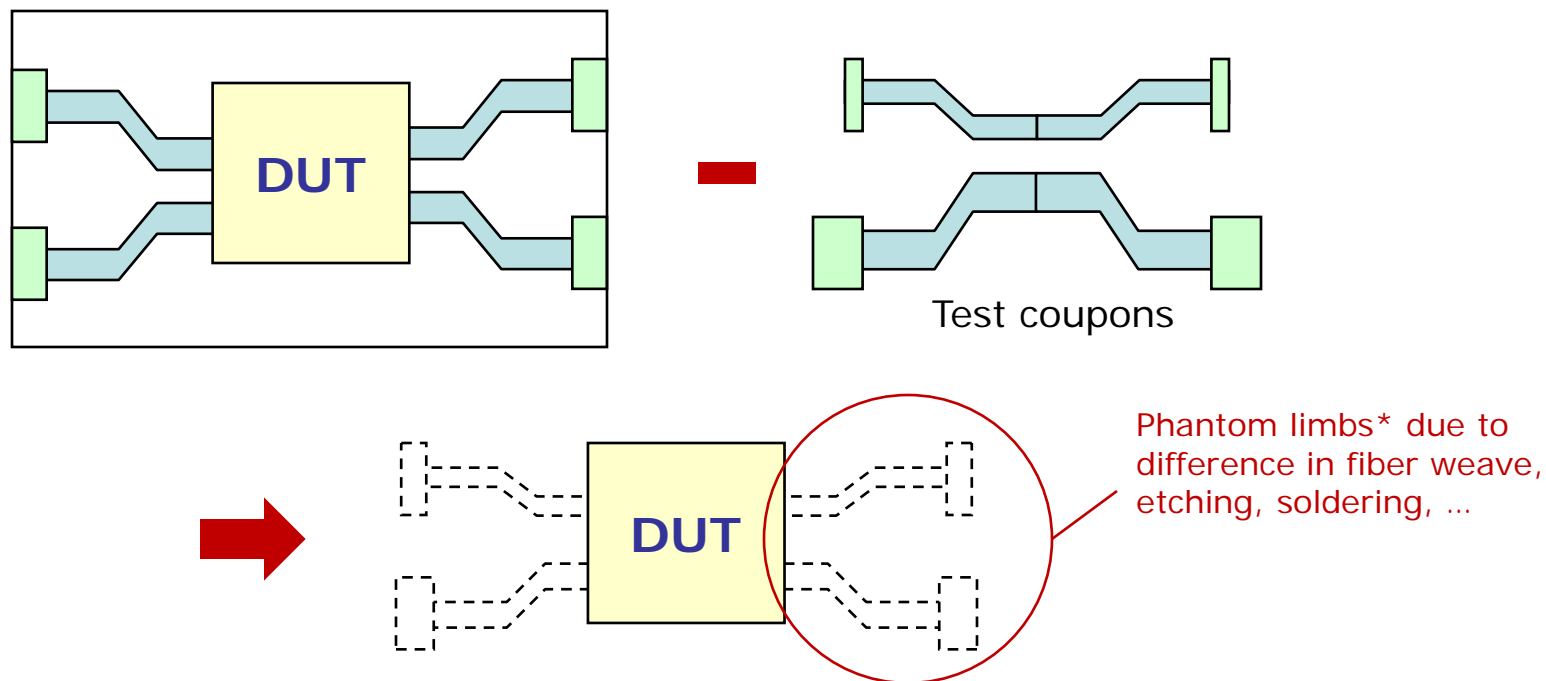 DUT
Test coupons
DUT
Phantom limbs* due to
difference in fiber weave,
etching, soldering, ...